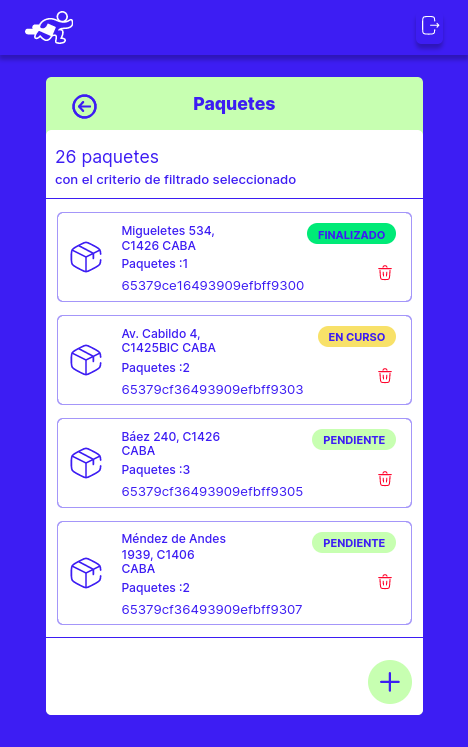 Paquetes
26 paquetes
con el criterio de filtrado seleccionado
Migueletes 534,
C1426 CABA
FINALIZADO
Paquetes :1
65379ce16493909efbff9300
Av. Cabildo 4,
C1425BIC CABA
EN CURSO
Paquetes :2
65379cf36493909efbff9303
Báez 240, C1426
CABA
PENDIENTE
Paquetes :3
65379cf36493909efbff9305
Méndez de Andes
1939, C1406
CABA
PENDIENTE
Paquetes :2
65379cf36493909efbff9307